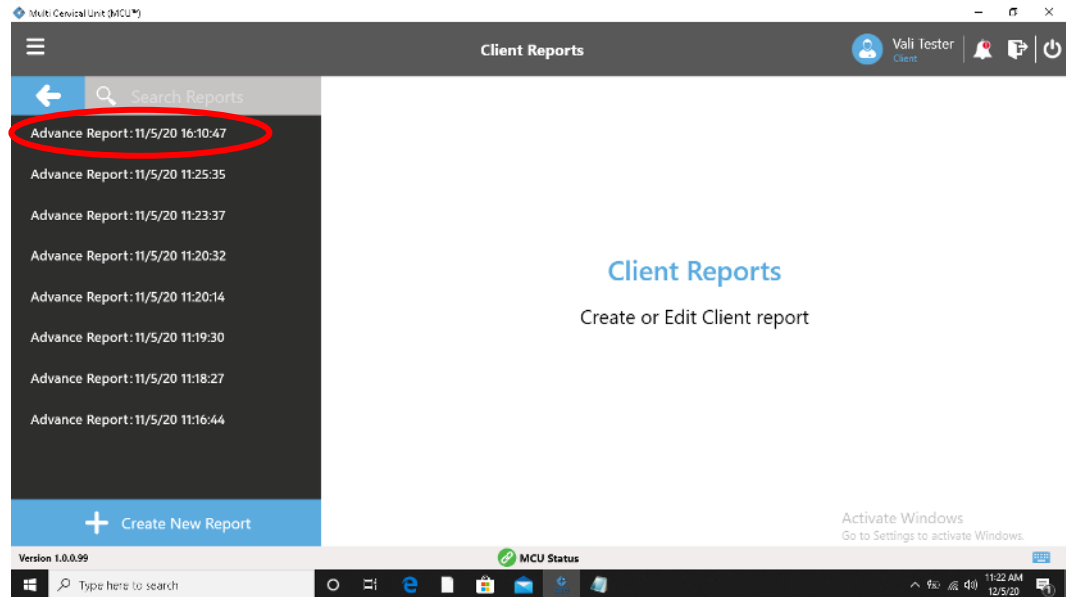 Multi Cervical Unit (MCU™)
Client Reports
Vali Tester
Client
Search Reports
Advance Report: 11/5/20 16:10:47
Advance Report: 11/5/20 11:25:35
Advance Report: 11/5/20 11:23:37
Advance Report: 11/5/20 11:20:32
Advance Report: 11/5/20 11:20:14
Advance Report: 11/5/20 11:19:30
Advance Report: 11/5/20 11:18:27
Advance Report: 11/5/20 11:16:44
Client Reports
Create or Edit Client report
Create New Report
Activate Windows
Go to Settings to activate Windows.
Version 1.0.0.99
MCU Status
Type here to search
11:22 AM
12/5/20